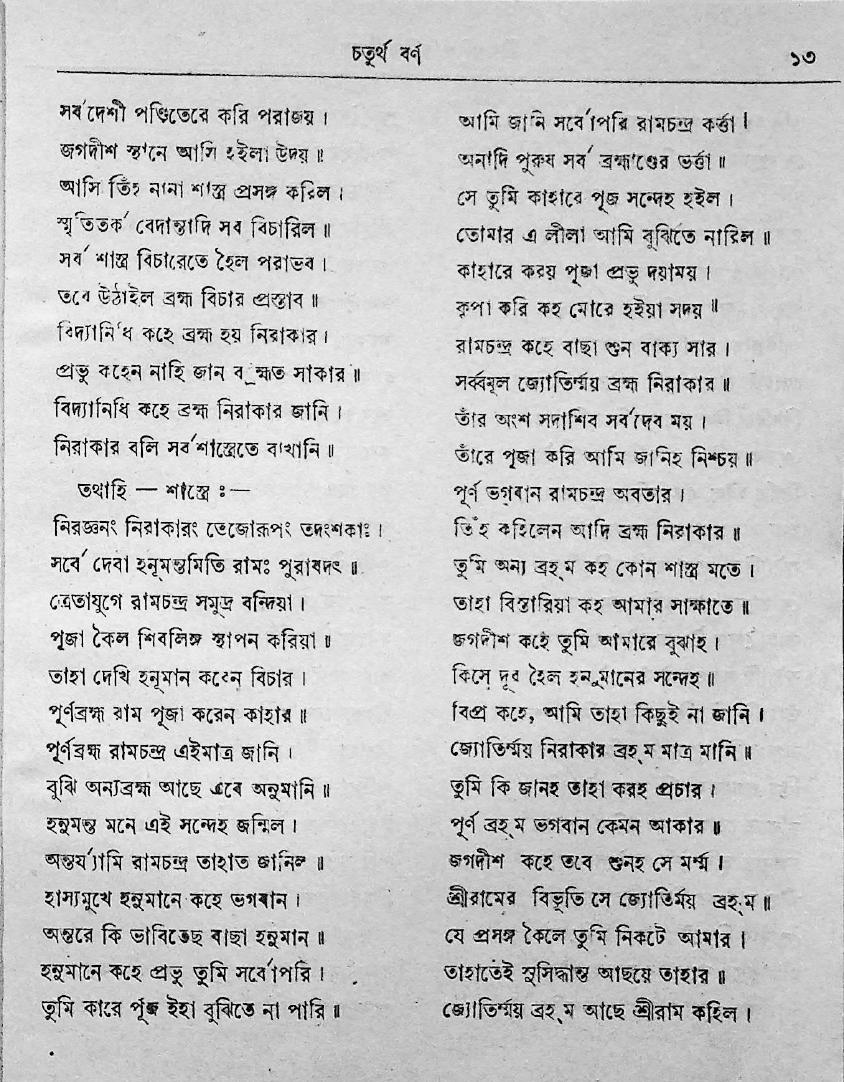 চতুর্থ বর্ণ
১৩
সর্বদেশী পণ্ডিতেরে করি পরাজয় ।
জগদীশ স্থানে আসি হইলা উদয় ॥
আসি তিঁহ নানা শাস্ত্র প্রসঙ্গ করিল ।
স্মৃতিতর্ক বেদান্তাদি সব বিচারিল ॥
সর্ব শাস্ত্র বিচারেতে হৈল পরাভব ।
তবে উঠাইল ব্রহ্ম বিচার প্রস্তাব ॥
বিদ্যানিধি কহে ব্রহ্ম হয় নিরাকার ।
প্রভু কহেন নাহি জান ব্রহ্মত সাকার ॥
বিদ্যানিধি কহে ব্রহ্ম নিরাকার জানি ।
নিরাকার বলি সর্বশাস্ত্রেতে বাখানি ॥
তথাহি — শাস্ত্রে ঃ—
নিরজ্ঞনং নিরাকারং তেজোরূপং তদংশকাঃ ।
সর্বে দেবা হনূমন্তমিতি রামঃ পুরাষদৎ ॥
ত্রেতাযুগে রামচন্দ্র সমুদ্র বন্দিয়া ।
পূজা কৈল শিবলিঙ্গ স্থাপন করিয়া ॥
তাহা দেখি হনূমান করেন বিচার ।
পূর্ণব্রহ্ম রাম পূজা করেন কাহার ॥
পূর্ণব্রহ্ম রামচন্দ্র এইমাত্র জানি ।
বুঝি অন্যব্রহ্ম আছে এবে অনুমানি ॥
হনুমন্ত মনে এই সন্দেহ জন্মিল ।
অন্তর্য্যামি রামচন্দ্র তাহাত জানিল ॥
হাস্যমুখে হনুমানে কহে ভগবান ।
অন্তরে কি ভাবিতেছ বাছা হনুমান ॥
হনুমানে কহে প্রভু তুমি সর্বোপরি ।
তুমি কারে র্পূজ ইহা বুঝিতে না পারি ॥
আমি জানি সর্বোপরি রামচন্দ্র কর্ত্তা ।
অনাদি পুরুষ সর্ব ব্রহ্মাণ্ডের ভর্ত্তা ॥
সে তুমি কাহারে পূজ সন্দেহ হইল ।
তোমার এ লীলা আমি বুঝিতে নারিল ॥
কাহারে করয় পূজা প্রভু দয়াময় ।
কৃপা করি কহ মোরে হইয়া সদয় ॥
রামচন্দ্র কহে বাছা শুন বাক্য সার ।
সর্ব্বমূল জ্যোতির্ম্ময় ব্রহ্ম নিরাকার ॥
তাঁর অংশ সদাশিব সর্বদেব ময় ।
তাঁরে পূজা করি আমি জানিহ নিশ্চয় ॥
পূর্ণ ভগবান রামচন্দ্র অবতার ।
তিঁহ কহিলেন আদি ব্রহ্ম নিরাকার ॥
তুমি অন্য ব্রহ্ম কহ কোন শাস্ত্র মতে ।
তাহা বিস্তারিয়া কহ আমার সাক্ষাতে ॥
জগদীশ কহে তুমি আমারে বুঝাহ ।
কিসে দূর হৈল হনুমানের সন্দেহ ॥
বিপ্র কহে, আমি তাহা কিছুই না জানি ।
জ্যোতির্ম্ময় নিরাকার ব্রহ্ম মাত্র মানি ॥
তুমি কি জানহ তাহা করহ প্রচার ।
পূর্ণ ব্রহ্ম ভগবান কেমন আকার ॥
জগদীশ কহে তবে শুনহ সে মর্ম্ম ।
শ্রীরামের বিভূতি সে জ্যোতির্ময় ব্রহ্ম ॥
যে প্রসঙ্গ কৈলে তুমি নিকটে আমার ।
তাহাতেই সুসিদ্ধান্ত আছয়ে তাহার ॥
জ্যোতির্ম্ময় ব্রহ্ম আছে শ্রীরাম কহিল ।